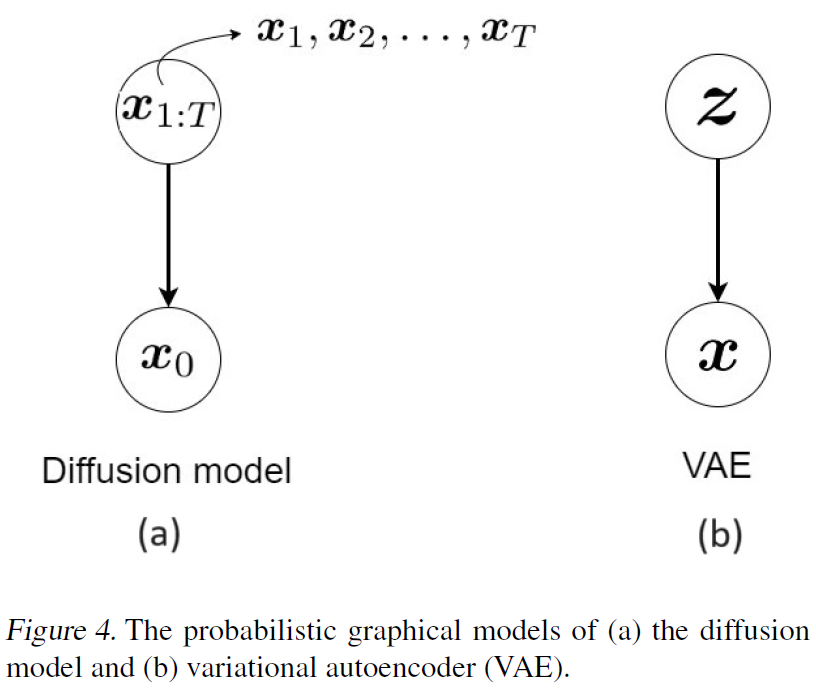 x₁, x₂, . . . , x_T
x₁:T
z
x₀
x
Diffusion model
VAE
(a)
(b)
Figure 4. The probabilistic graphical models of (a) the diffusion
model and (b) variational autoencoder (VAE).